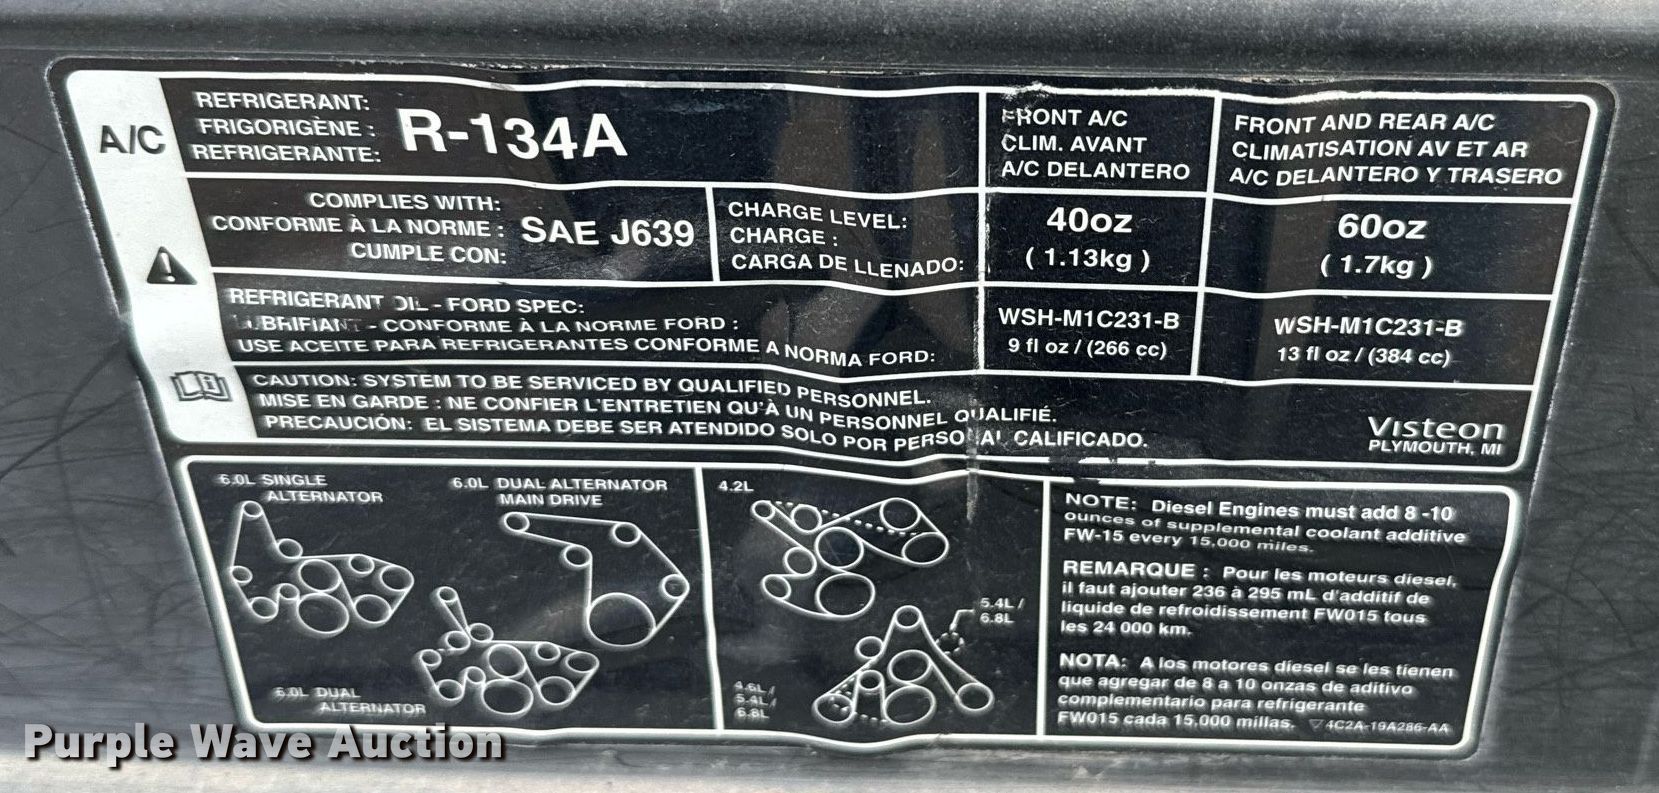 A/C
REFRIGERANT:
FRIGORIGÈNE :
REFRIGERANTE:
R-134A
FRONT A/C
CLIM. AVANT
A/C DELANTERO
FRONT AND REAR A/C
CLIMATISATION AV ET AR
A/C DELANTERO Y TRASERO
COMPLIES WITH:
CONFORME À LA NORME :
CUMPLE CON:
SAE J639
CHARGE LEVEL:
CHARGE :
CARGA DE LLENADO:
40oz
( 1.13kg )
60oz
( 1.7kg )
REFRIGERANT OIL - FORD SPEC:
LUBRIFIANT - CONFORME À LA NORME FORD :
USE ACEITE PARA REFRIGERANTES CONFORME A NORMA FORD:
WSH-M1C231-B
9 fl oz / (266 cc)
WSH-M1C231-B
13 fl oz / (384 cc)
CAUTION: SYSTEM TO BE SERVICED BY QUALIFIED PERSONNEL.
MISE EN GARDE : NE CONFIER L'ENTRETIEN QU'À UN PERSONNEL QUALIFIÉ.
PRECAUCIÓN: EL SISTEMA DEBE SER ATENDIDO SOLO POR PERSONAL CALIFICADO.
Visteon
PLYMOUTH, MI
6.0L SINGLE
ALTERNATOR
6.0L DUAL ALTERNATOR
MAIN DRIVE
6.0L DUAL
ALTERNATOR
4.2L
5.4L /
6.8L
4.6L /
5.4L /
6.8L
NOTE: Diesel Engines must add 8 -10
ounces of supplemental coolant additive
FW-15 every 15,000 miles.
REMARQUE : Pour les moteurs diesel,
il faut ajouter 236 à 295 mL d'additif de
liquide de refroidissement FW015 tous
les 24 000 km.
NOTA: A los motores diesel se les tienen
que agregar de 8 a 10 onzas de aditivo
complementario para refrigerante
FW015 cada 15,000 millas. ▽4C2A-19A286-AA
Purple Wave Auction